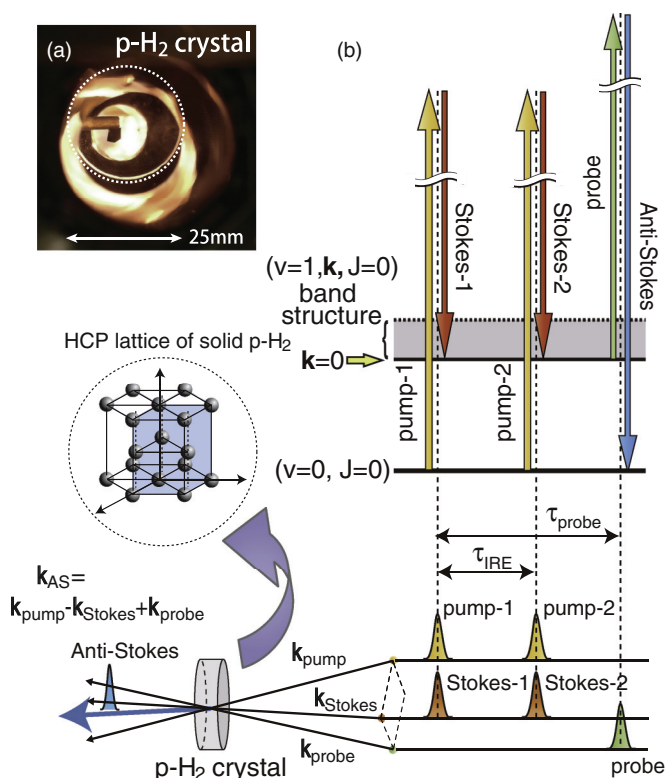 (a)
p-H₂ crystal
25mm
(b)
Stokes-1
Stokes-2
probe
Anti-Stokes
(v=1, k, J=0)
band
structure
k=0
pump-1
pump-2
(v=0, J=0)
HCP lattice of solid p-H₂
τprobe
τIRE
kAS=
kpump-kStokes+kprobe
Anti-Stokes
p-H₂ crystal
kpump
kStokes
kprobe
pump-1
pump-2
Stokes-1
Stokes-2
probe